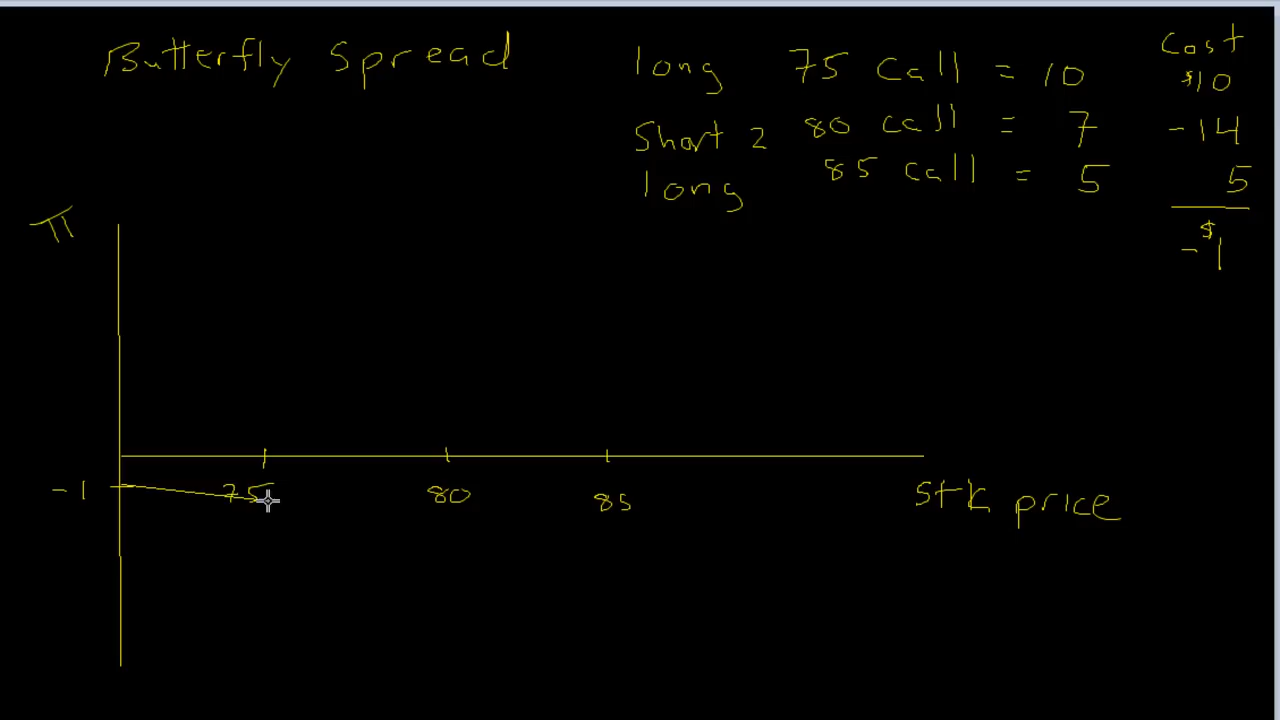 Butterfly Spread
Cost
long 75 call = 10 $10
Short 2 80 call = 7 -14
long 85 call = 5 5
-$1
π
-1 75 80 85 Stk price